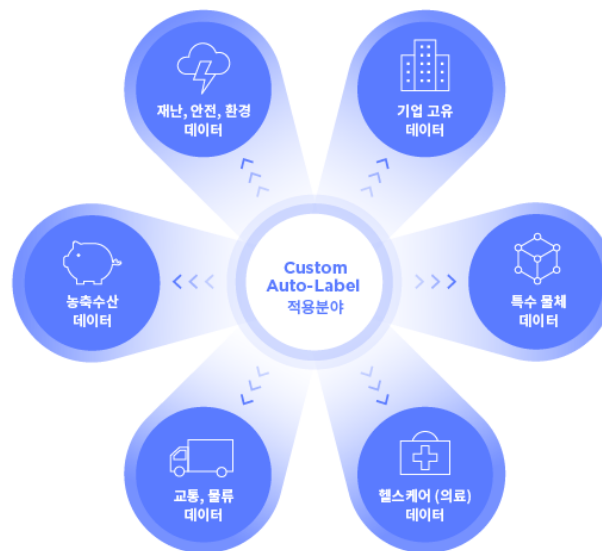 재난, 안전, 환경
데이터
기업 고유
데이터
농축수산
데이터
Custom
Auto-Label
적용분야
특수 물체
데이터
교통, 물류
데이터
헬스케어 (의료)
데이터